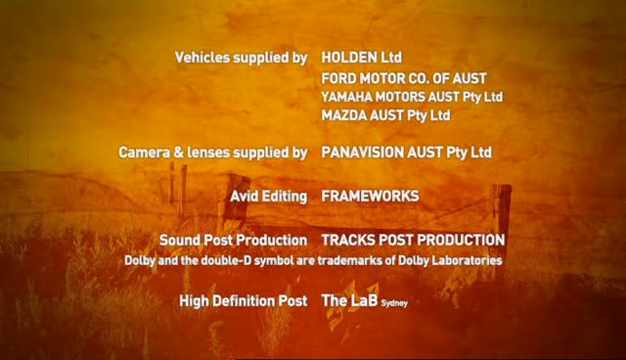 Vehicles supplied by HOLDEN Ltd
FORD MOTOR CO. OF AUST
YAMAHA MOTORS AUST Pty Ltd
MAZDA AUST Pty Ltd
Camera & lenses supplied by PANAVISION AUST Pty Ltd
Avid Editing FRAMEWORKS
Sound Post Production TRACKS POST PRODUCTION
Dolby and the double-D symbol are trademarks of Dolby Laboratories
High Definition Post The LaB Sydney